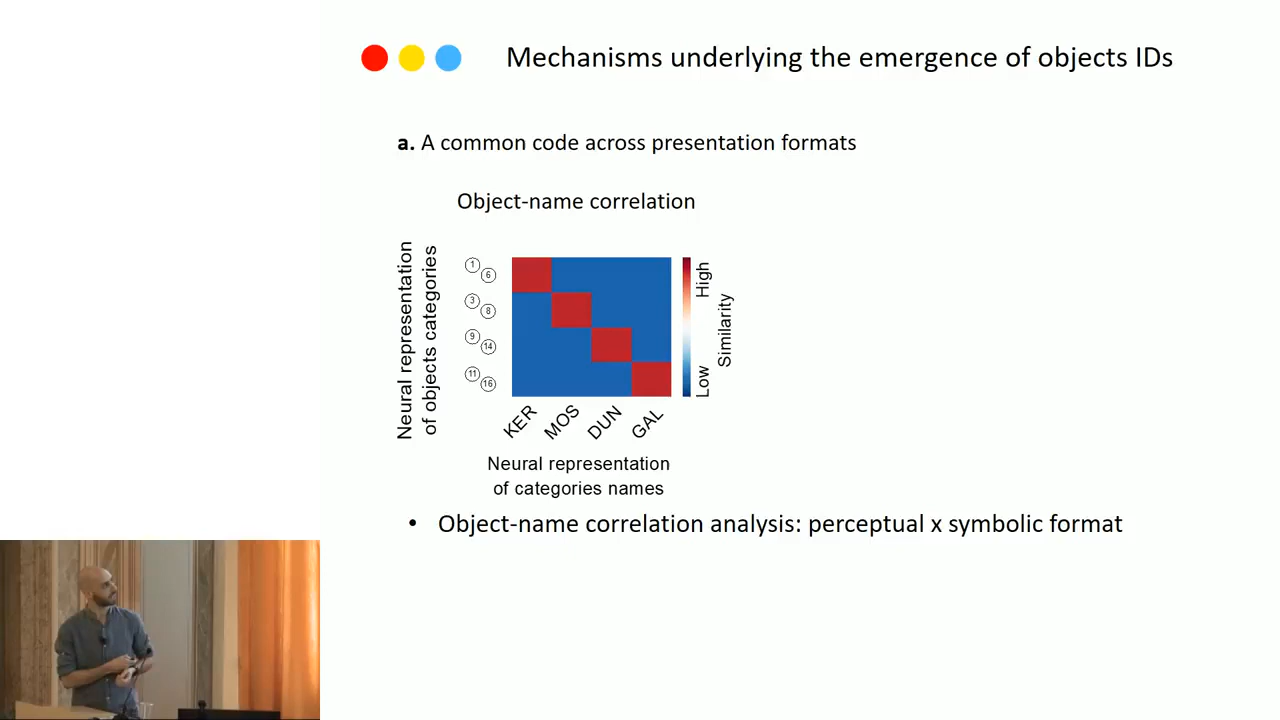 Mechanisms underlying the emergence of objects IDs
a. A common code across presentation formats
Object-name correlation
Neural representation
of objects categories
1
6
3
8
9
14
11
16
KER MOS DUN GAL
High
Low
Similarity
Neural representation
of categories names
• Object-name correlation analysis: perceptual x symbolic format